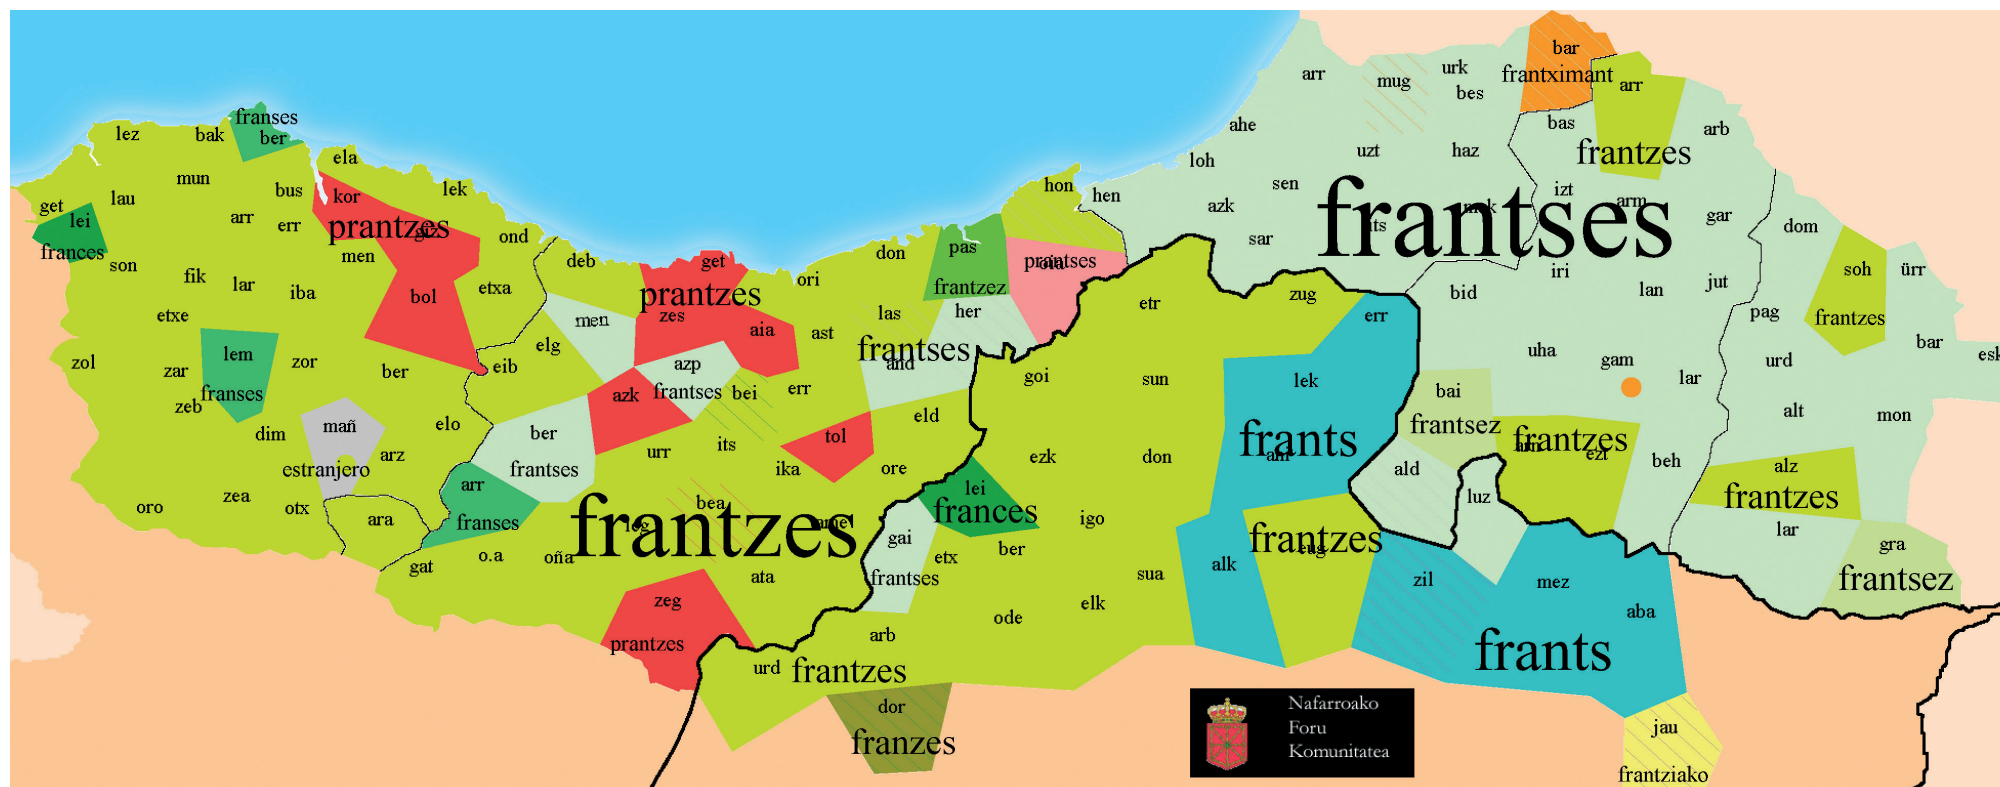 bar
urk
arr
mug
frantximant
arr
bes
franses
lez
bak
ber
ahe
bas
arb
ela
loh
uzt
haz
frantzes
mun
lek
hon
hen
sen
izt
get
lau
bus
kor
azk
arm
gar
lei
arr
err
prantzes
frantses
dom
frances
men
ond
pas
sar
son
deb
get
don
prantses
iri
soh
ürr
fik
lar
iba
bol
etxa
prantzes
ori
frantzez
etr
zug
bid
lan
jut
etxe
men
zes
aia
ast
las
her
err
pag
frantzes
zol
lem
zor
elg
frantses
uha
gam
urd
bar
esk
zar
ber
eib
azp
and
goi
sun
lek
lar
franses
azk
frantses
bei
err
bai
zeb
mañ
elo
eld
frantsez
alt
mon
dim
ber
its
tol
ezk
don
frants
frantzes
estranjero
arz
frantses
urr
ika
ore
ald
ezt
beh
alz
oro
zea
otx
ara
arr
bea
lei
luz
frantzes
franses
frantzes
frances
igo
frantzes
lar
gat
o.a
oña
gai
etx
ber
gra
ata
frantses
sua
alk
zil
mez
frantsez
zeg
ode
elk
aba
prantzes
arb
frants
urd
frantzes
dor
franzes
Nafarroako
Foru
Komunitatea
jau
frantziako